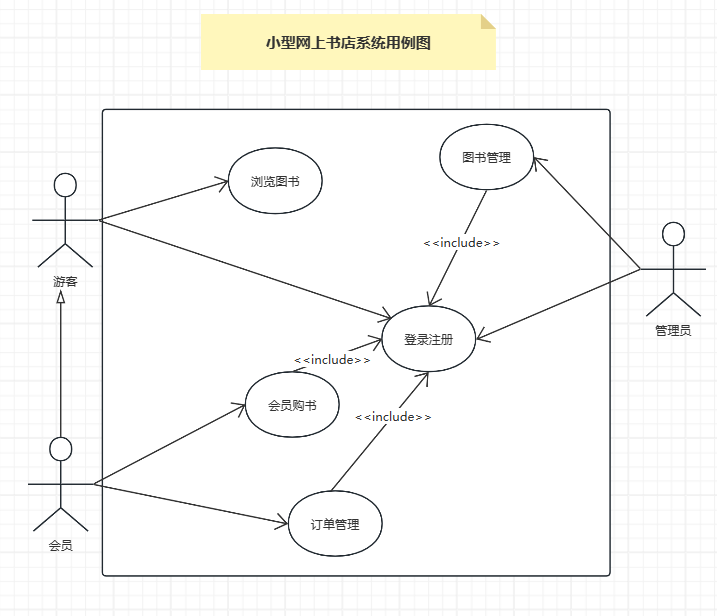 小型网上书店系统用例图
图书管理
浏览图书
<<include>>
游客
管理员
登录注册
<<include>>
会员购书
<<include>>
订单管理
会员